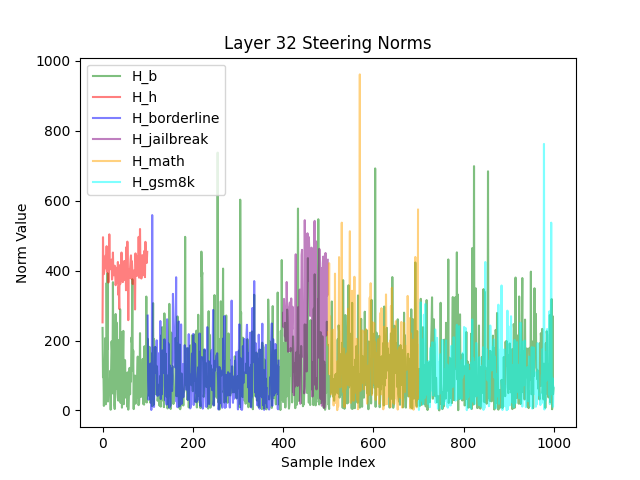 Layer 32 Steering Norms
1000
800
600
400
200
0
Norm Value
H_b
H_h
H_borderline
H_jailbreak
H_math
H_gsm8k
0 200 400 600 800 1000
Sample Index